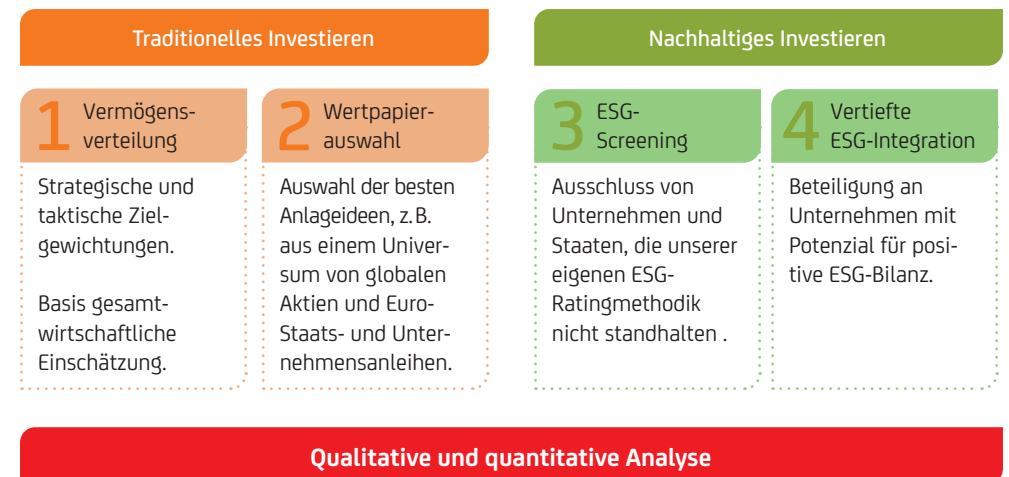 Traditionelles Investieren
Nachhaltiges Investieren
1 Vermögens-
verteilung
Strategische und
taktische Ziel-
gewichtungen.
Basis gesamt-
wirtschaftliche
Einschätzung.
2 Wertpapier-
auswahl
Auswahl der besten
Anlageideen, z. B.
aus einem Univer-
sum von globalen
Aktien und Euro-
Staats- und Unter-
nehmensanleihen.
3 ESG-
Screening
Ausschluss von
Unternehmen und
Staaten, die unserer
eigenen ESG-
Ratingmethodik
nicht standhalten .
4 Vertiefte
ESG-Integration
Beteiligung an
Unternehmen mit
Potenzial für posi-
tive ESG-Bilanz.
Qualitative und quantitative Analyse